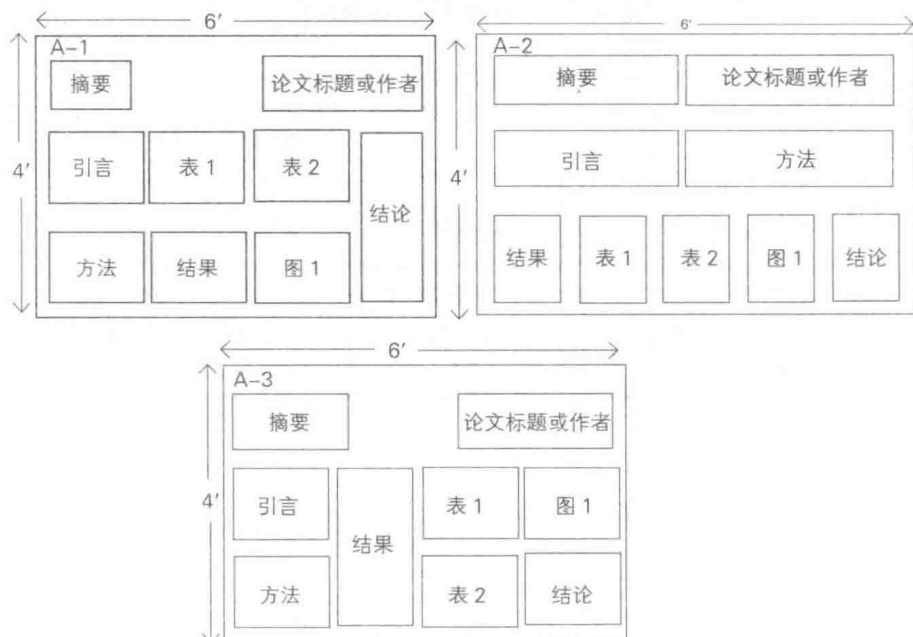 6′ 6′
A-1 A-2
摘要 论文标题或作者 摘要 论文标题或作者
4′ 引言 表 1 表 2 结论 4′ 引言 方法
方法 结果 图 1 结果 表 1 表 2 图 1 结论
6′
A-3
摘要 论文标题或作者
4′ 引言 结果 表 1 图 1
方法 表 2 结论